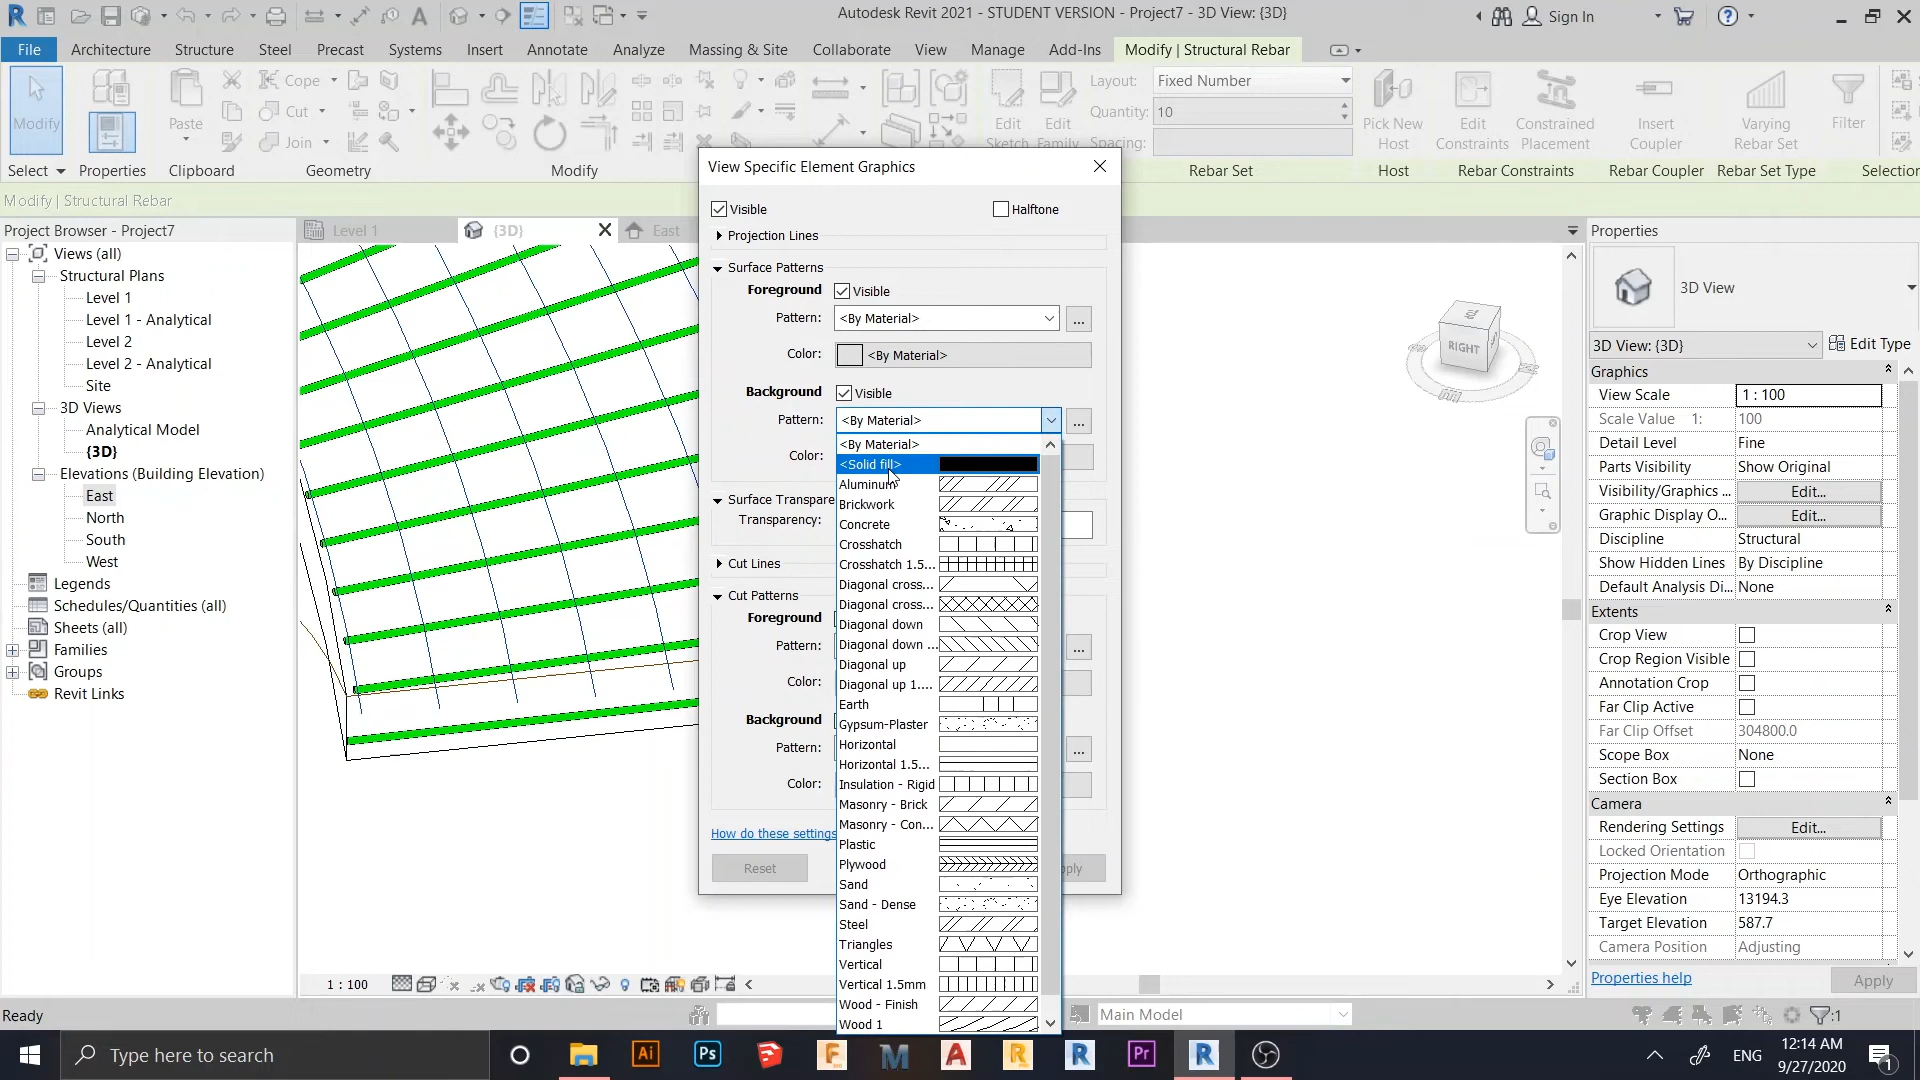 Autodesk Revit 2021 - STUDENT VERSION - Project7 - 3D View: {3D}
Sign In
File Architecture Structure Steel Precast Systems Insert Annotate Analyze Massing & Site Collaborate View Manage Add-Ins Modify | Structural Rebar
Modify
Paste
Cope
Cut
Join
Edit Sketch
Edit Family
Layout: Fixed Number
Quantity: 10
Spacing:
Pick New Host
Edit Constraints
Constrained Placement
Insert Coupler
Varying Rebar Set
Filter
Select Properties Clipboard Geometry Modify Rebar Set Host Rebar Constraints Rebar Coupler Rebar Set Type Selection
Modify | Structural Rebar
Project Browser - Project7
Views (all)
Structural Plans
Level 1
Level 1 - Analytical
Level 2
Level 2 - Analytical
Site
3D Views
Analytical Model
{3D}
Elevations (Building Elevation)
East
North
South
West
Legends
Schedules/Quantities (all)
Sheets (all)
Families
Groups
Revit Links
Level 1
{3D}
East
RIGHT
View Specific Element Graphics
Visible
Halftone
Projection Lines
Surface Patterns
Foreground Visible
Pattern: <By Material> ...
Color: <By Material>
Background Visible
Pattern: <By Material> ...
Color:
Surface Transpare
Transparency:
Cut Lines
Cut Patterns
Foreground
Pattern: ...
Color:
Background
Pattern: ...
Color:
How do these settings
Reset
pply
<By Material>
<Solid fill>
Aluminum
Brickwork
Concrete
Crosshatch
Crosshatch 1.5...
Diagonal cross...
Diagonal cross...
Diagonal down
Diagonal down ...
Diagonal up
Diagonal up 1....
Earth
Gypsum-Plaster
Horizontal
Horizontal 1.5...
Insulation - Rigid
Masonry - Brick
Masonry - Con...
Plastic
Plywood
Sand
Sand - Dense
Steel
Triangles
Vertical
Vertical 1.5mm
Wood - Finish
Wood 1
Properties
3D View
3D View: {3D} Edit Type
Graphics
View Scale 1 : 100
Scale Value 1: 100
Detail Level Fine
Parts Visibility Show Original
Visibility/Graphics ... Edit...
Graphic Display O... Edit...
Discipline Structural
Show Hidden Lines By Discipline
Default Analysis Di... None
Extents
Crop View
Crop Region Visible
Annotation Crop
Far Clip Active
Far Clip Offset 304800.0
Scope Box None
Section Box
Camera
Rendering Settings Edit...
Locked Orientation
Projection Mode Orthographic
Eye Elevation 13194.3
Target Elevation 587.7
Camera Position Adjusting
Properties help
Apply
1 : 100
Ready
Main Model
:1
Type here to search
ENG
12:14 AM
9/27/2020
1